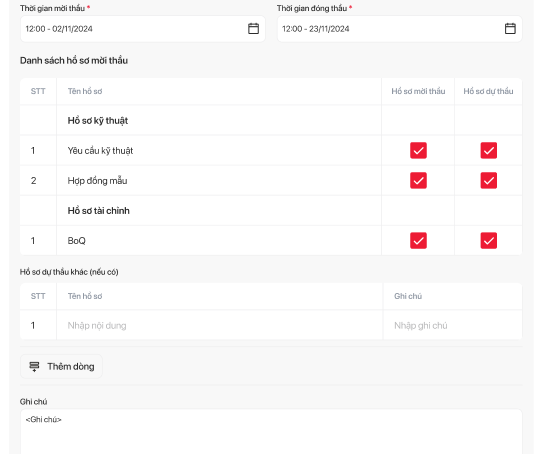 Thời gian mời thầu * Thời gian đóng thầu *
12:00 - 02/11/2024 12:00 - 23/11/2024
Danh sách hồ sơ mời thầu
STT Tên hồ sơ Hồ sơ mời thầu Hồ sơ dự thầu
Hồ sơ kỹ thuật
1 Yêu cầu kỹ thuật
2 Hợp đồng mẫu
Hồ sơ tài chính
1 BoQ
Hồ sơ dự thầu khác (nếu có)
STT Tên hồ sơ Ghi chú
1 Nhập nội dung Nhập ghi chú
Thêm dòng
Ghi chú
<Ghi chú>